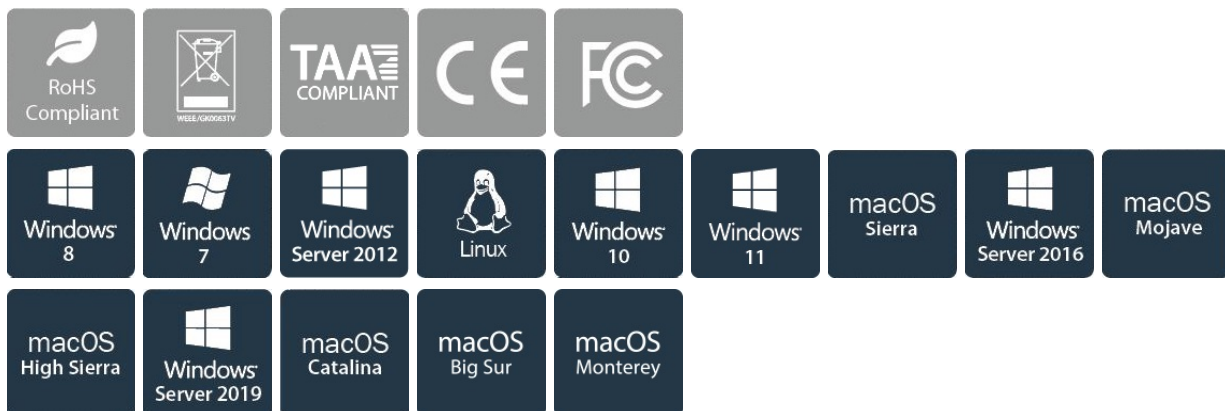 RoHS
Compliant
WEEE/GK0063TV
TAA
COMPLIANT
CE
FC
Windows
8
Windows
7
Windows
Server 2012
Linux
Windows
10
Windows
11
macOS
Sierra
Windows
Server 2016
macOS
Mojave
macOS
High Sierra
Windows
Server 2019
macOS
Catalina
macOS
Big Sur
macOS
Monterey